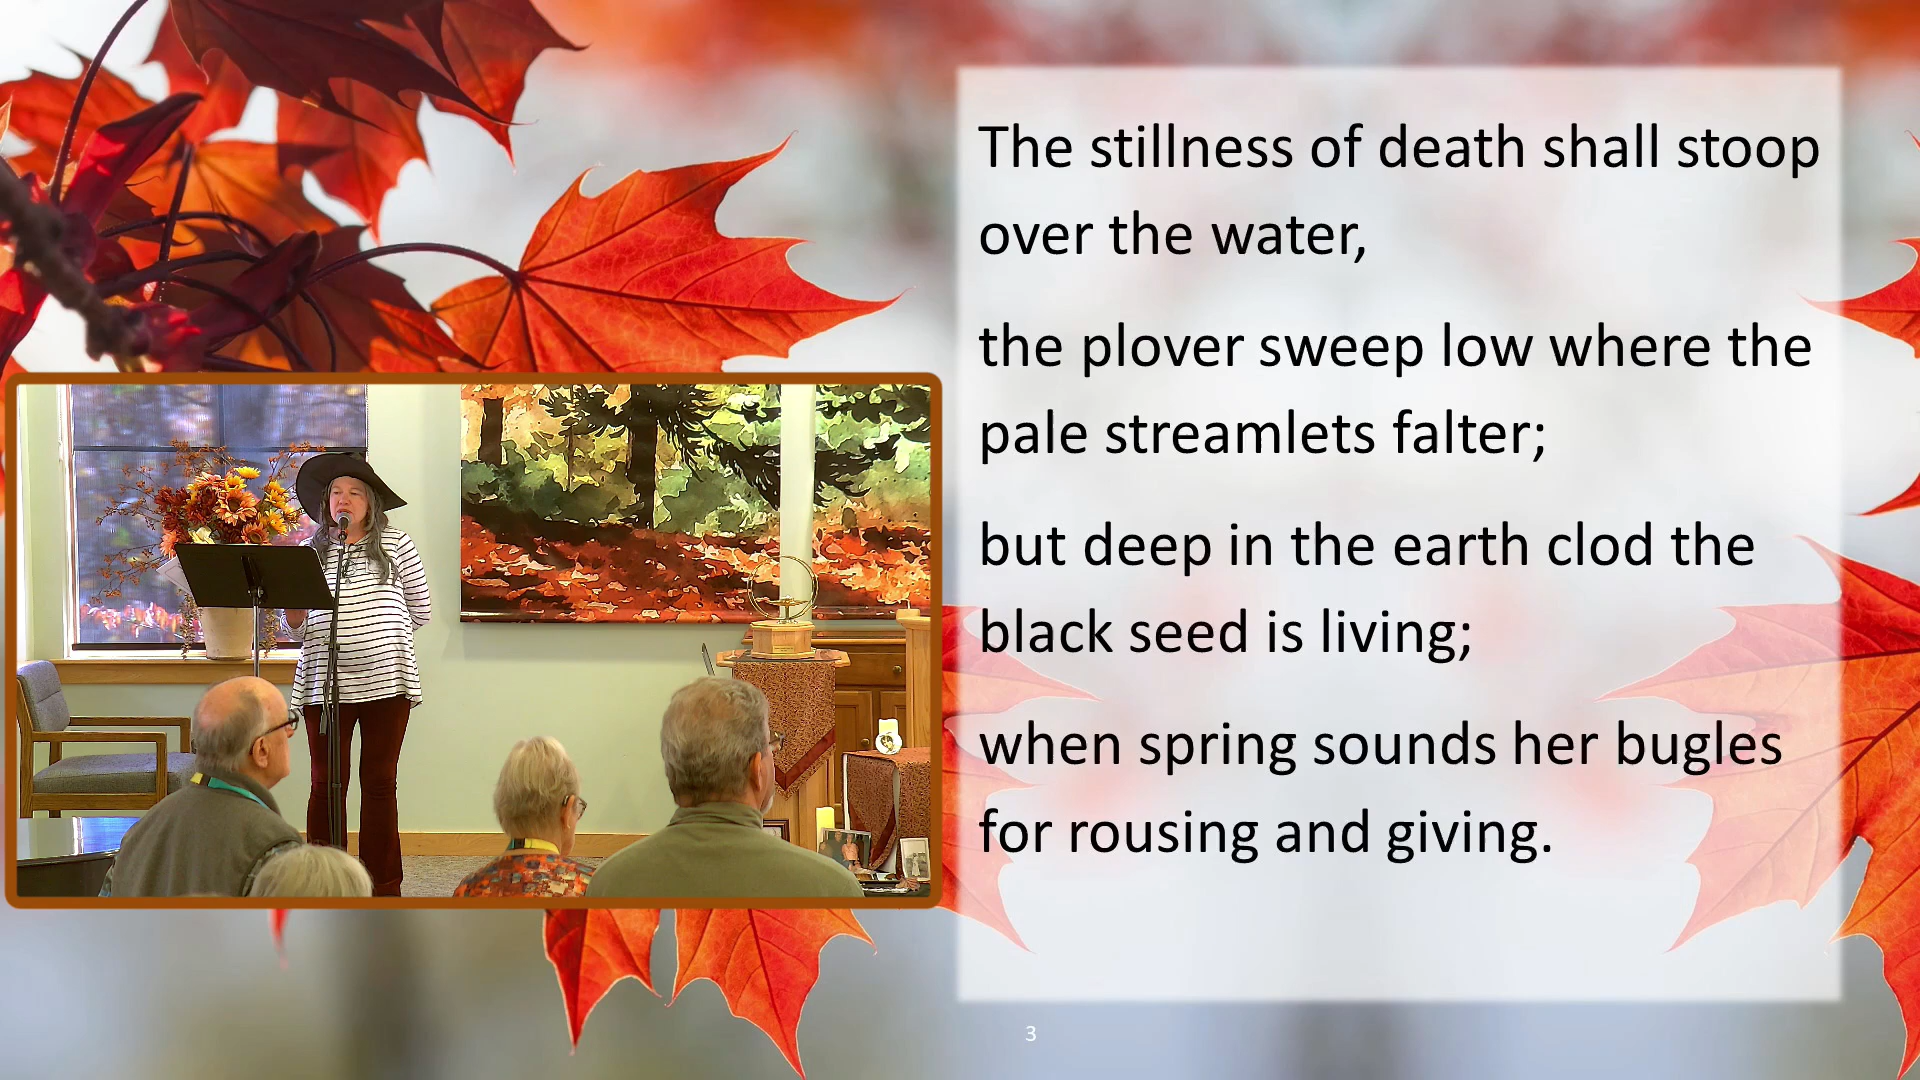 The stillness of death shall stoop
over the water,
the plover sweep low where the
pale streamlets falter;
but deep in the earth clod the
black seed is living;
when spring sounds her bugles
for rousing and giving.
3